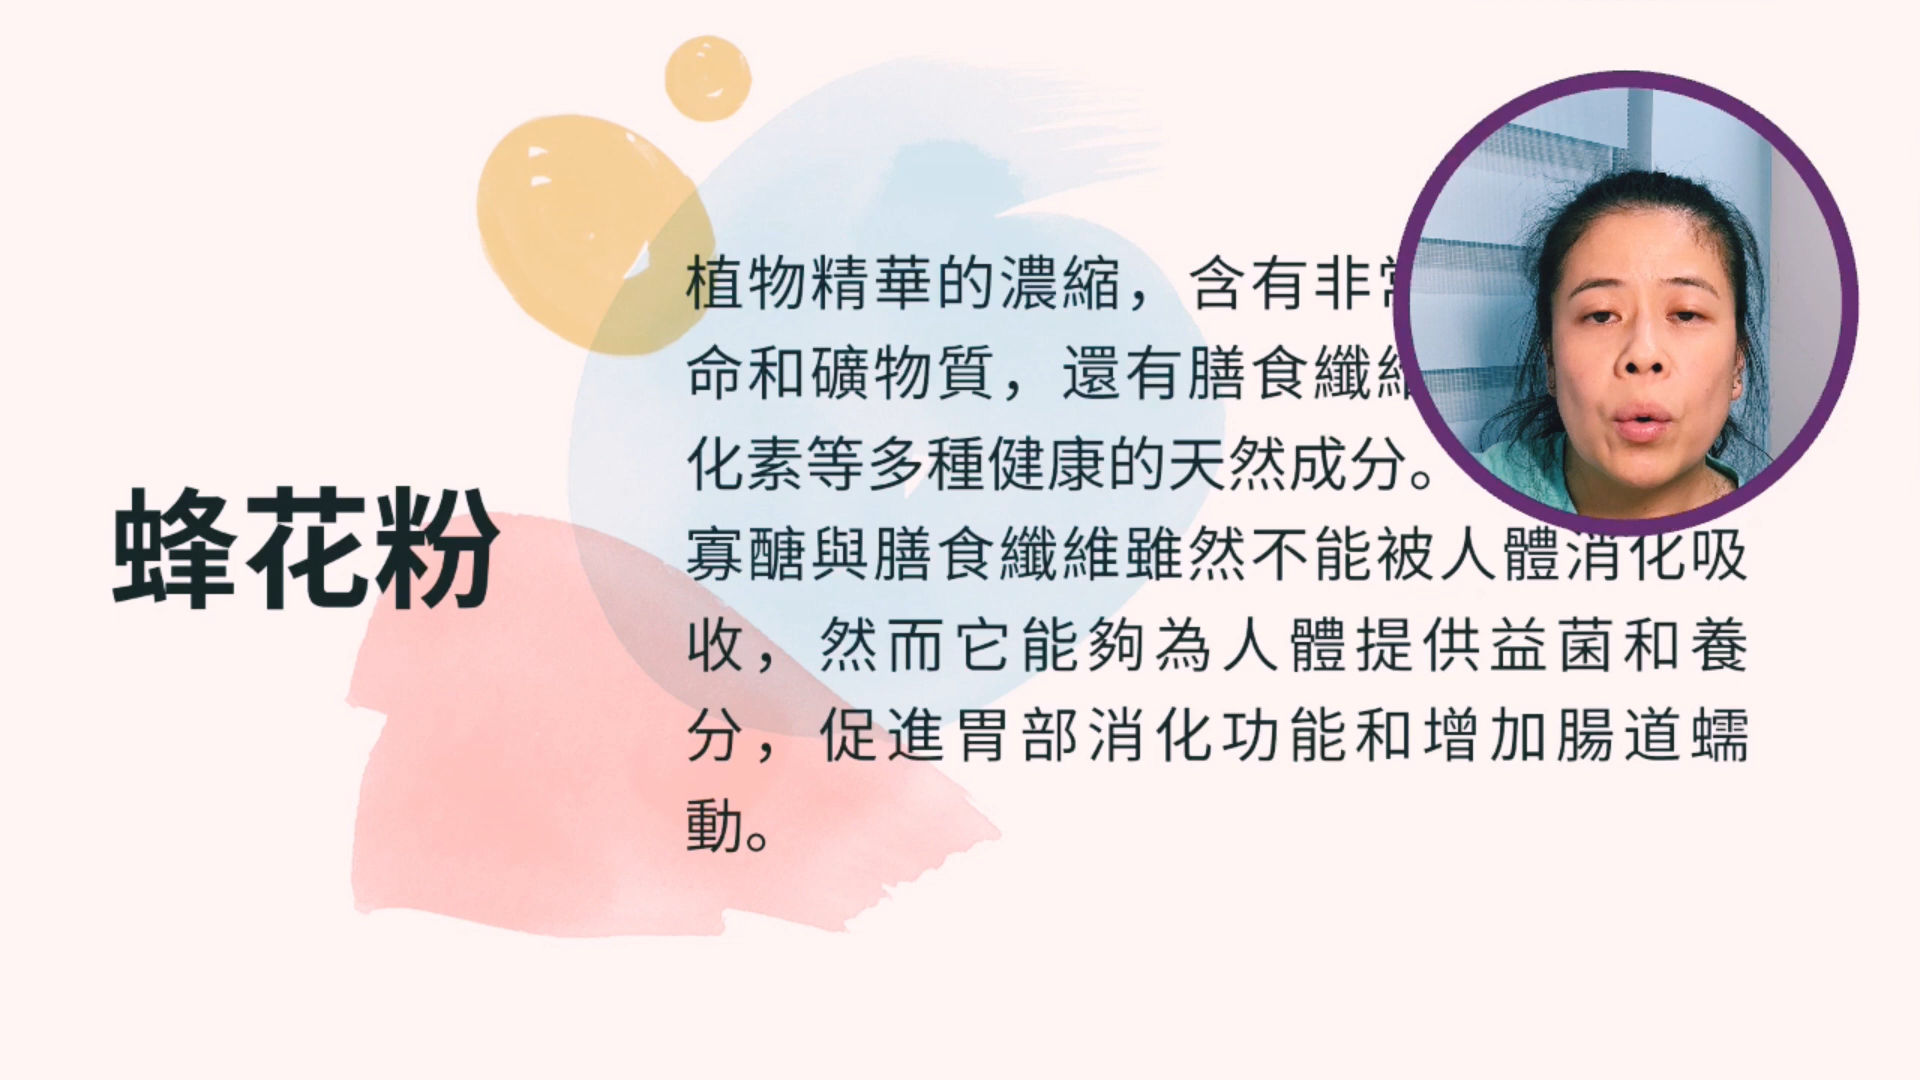 蜂花粉
植物精華的濃縮，含有非
命和礦物質，還有膳食纖
化素等多種健康的天然成分。
寡醣與膳食纖維雖然不能被人體消化吸
收，然而它能夠為人體提供益菌和養
分，促進胃部消化功能和增加腸道蠕
動。